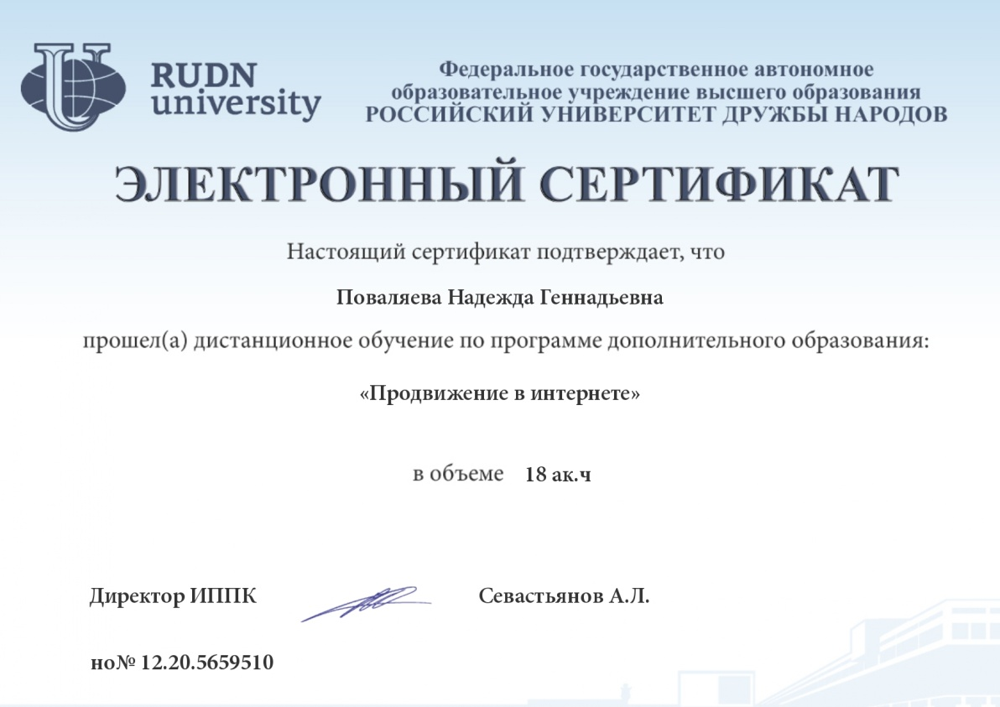 RUDN
university
Федеральное государственное автономное
образовательное учреждение высшего образования
РОССИЙСКИЙ УНИВЕРСИТЕТ ДРУЖБЫ НАРОДОВ
ЭЛЕКТРОННЫЙ СЕРТИФИКАТ
Настоящий сертификат подтверждает, что
Поваляева Надежда Геннадьевна
прошел(а) дистанционное обучение по программе дополнительного образования:
«Продвижение в интернете»
в объеме 18 ак.ч
Директор ИППК Севастьянов А.Л.
но№ 12.20.5659510